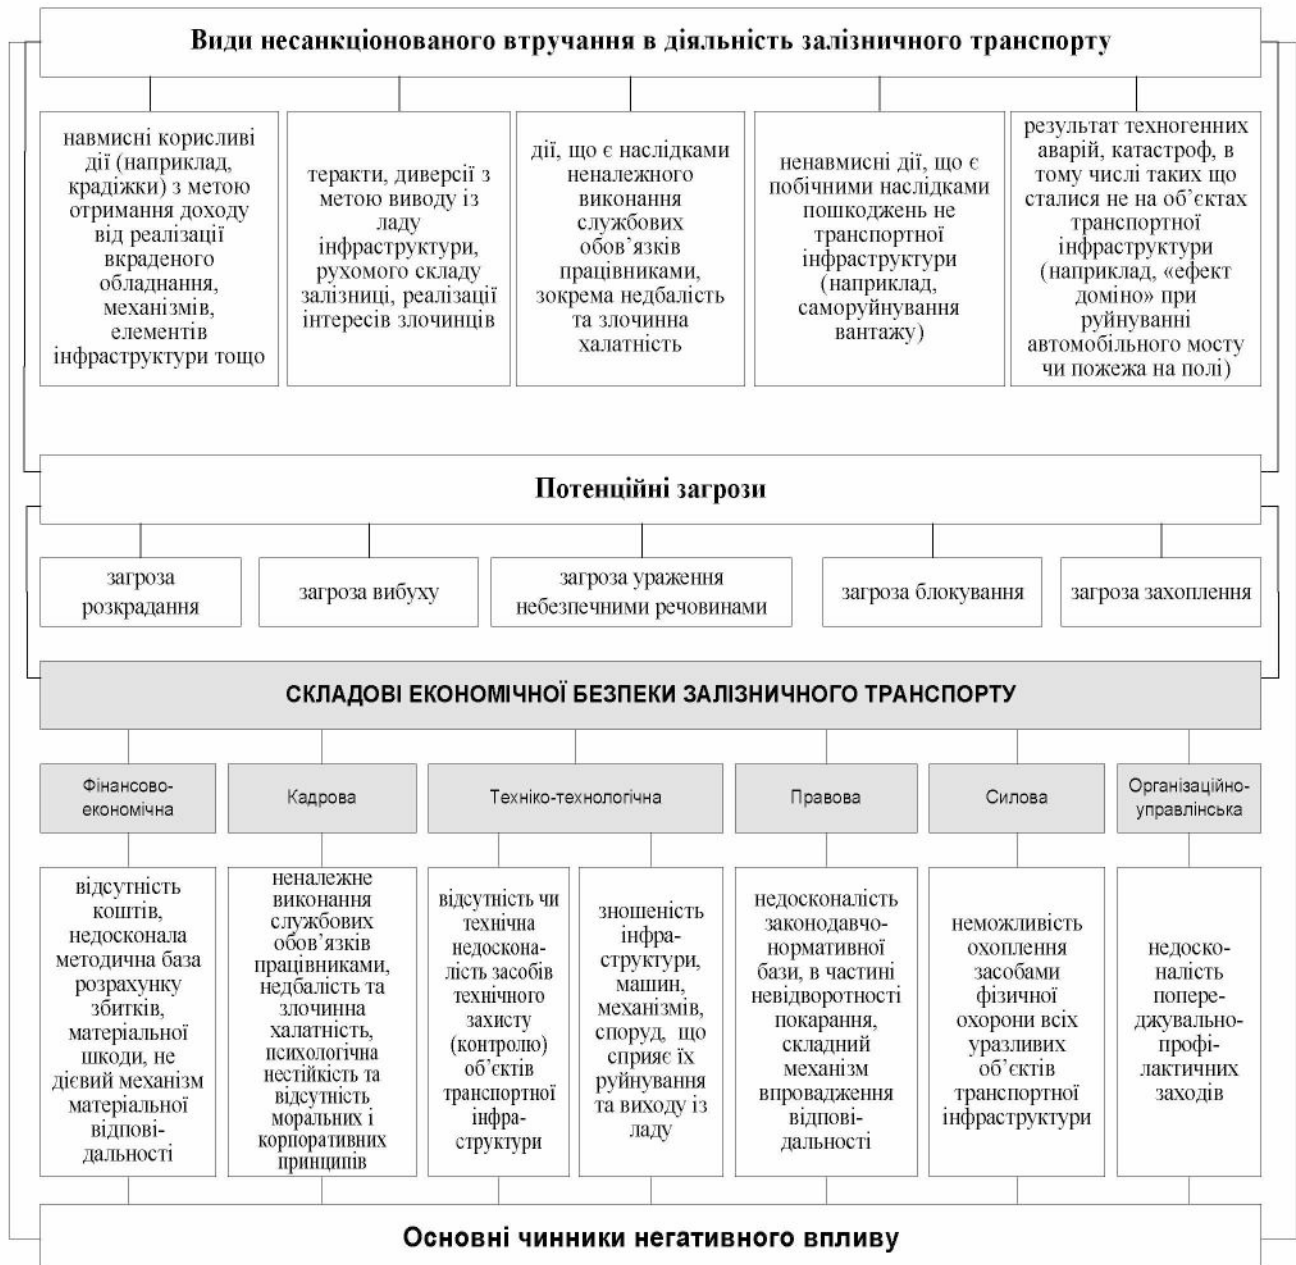 Види несанкціонованого втручання в діяльність залізничного транспорту
навмисні корисливі
дії (наприклад,
крадіжки) з метою
отримання доходу
від реалізації
вкраденого
обладнання,
механізмів,
елементів
інфраструктури тощо
теракти, диверсії з
метою виводу із
ладу
інфраструктури,
рухомого складу
залізниці, реалізації
інтересів злочинців
дії, що є наслідками
неналежного
виконання
службових
обов’язків
працівниками,
зокрема недбалість
та злочинна
халатність
ненавмисні дії, що є
побічними наслідками
пошкоджень не
транспортної
інфраструктури
(наприклад,
саморуйнування
вантажу)
результат техногенних
аварій, катастроф, в
тому числі таких що
сталися не на об’єктах
транспортної
інфраструктури
(наприклад, «ефект
доміно» при
руйнуванні
автомобільного мосту
чи пожежа на полі)
Потенційні загрози
загроза
розкрадання
загроза вибуху
загроза ураження
небезпечними речовинами
загроза блокування
загроза захоплення
СКЛАДОВІ ЕКОНОМІЧНОЇ БЕЗПЕКИ ЗАЛІЗНИЧНОГО ТРАНСПОРТУ
Фінансово-
економічна
Кадрова
Техніко-технологічна
Правова
Силова
Організаційно-
управлінська
відсутність
коштів,
недосконала
методична база
розрахунку
збитків,
матеріальної
шкоди, не
дієвий механізм
матеріальної
відпові-
дальності
неналежне
виконання
службових
обов’язків
працівниками,
недбалість та
злочинна
халатність,
психологічна
нестійкість та
відсутність
моральних і
корпоративних
принципів
відсутність чи
технічна
недоскона-
лість засобів
технічного
захисту
(контролю)
об’єктів
транспортної
інфра-
структури
зношеність
інфра-
структури,
машин,
механізмів,
споруд, що
сприяє їх
руйнування
та виходу із
ладу
недосконалість
законодавчо-
нормативної
бази, в частині
невідворотності
покарання,
складний
механізм
впровадження
відпові-
дальності
неможливість
охоплення
засобами
фізичної
охорони всіх
уразливих
об’єктів
транспортної
інфраструктури
недоско-
налість
попере-
джувально-
профі-
лактичних
заходів
Основні чинники негативного впливу